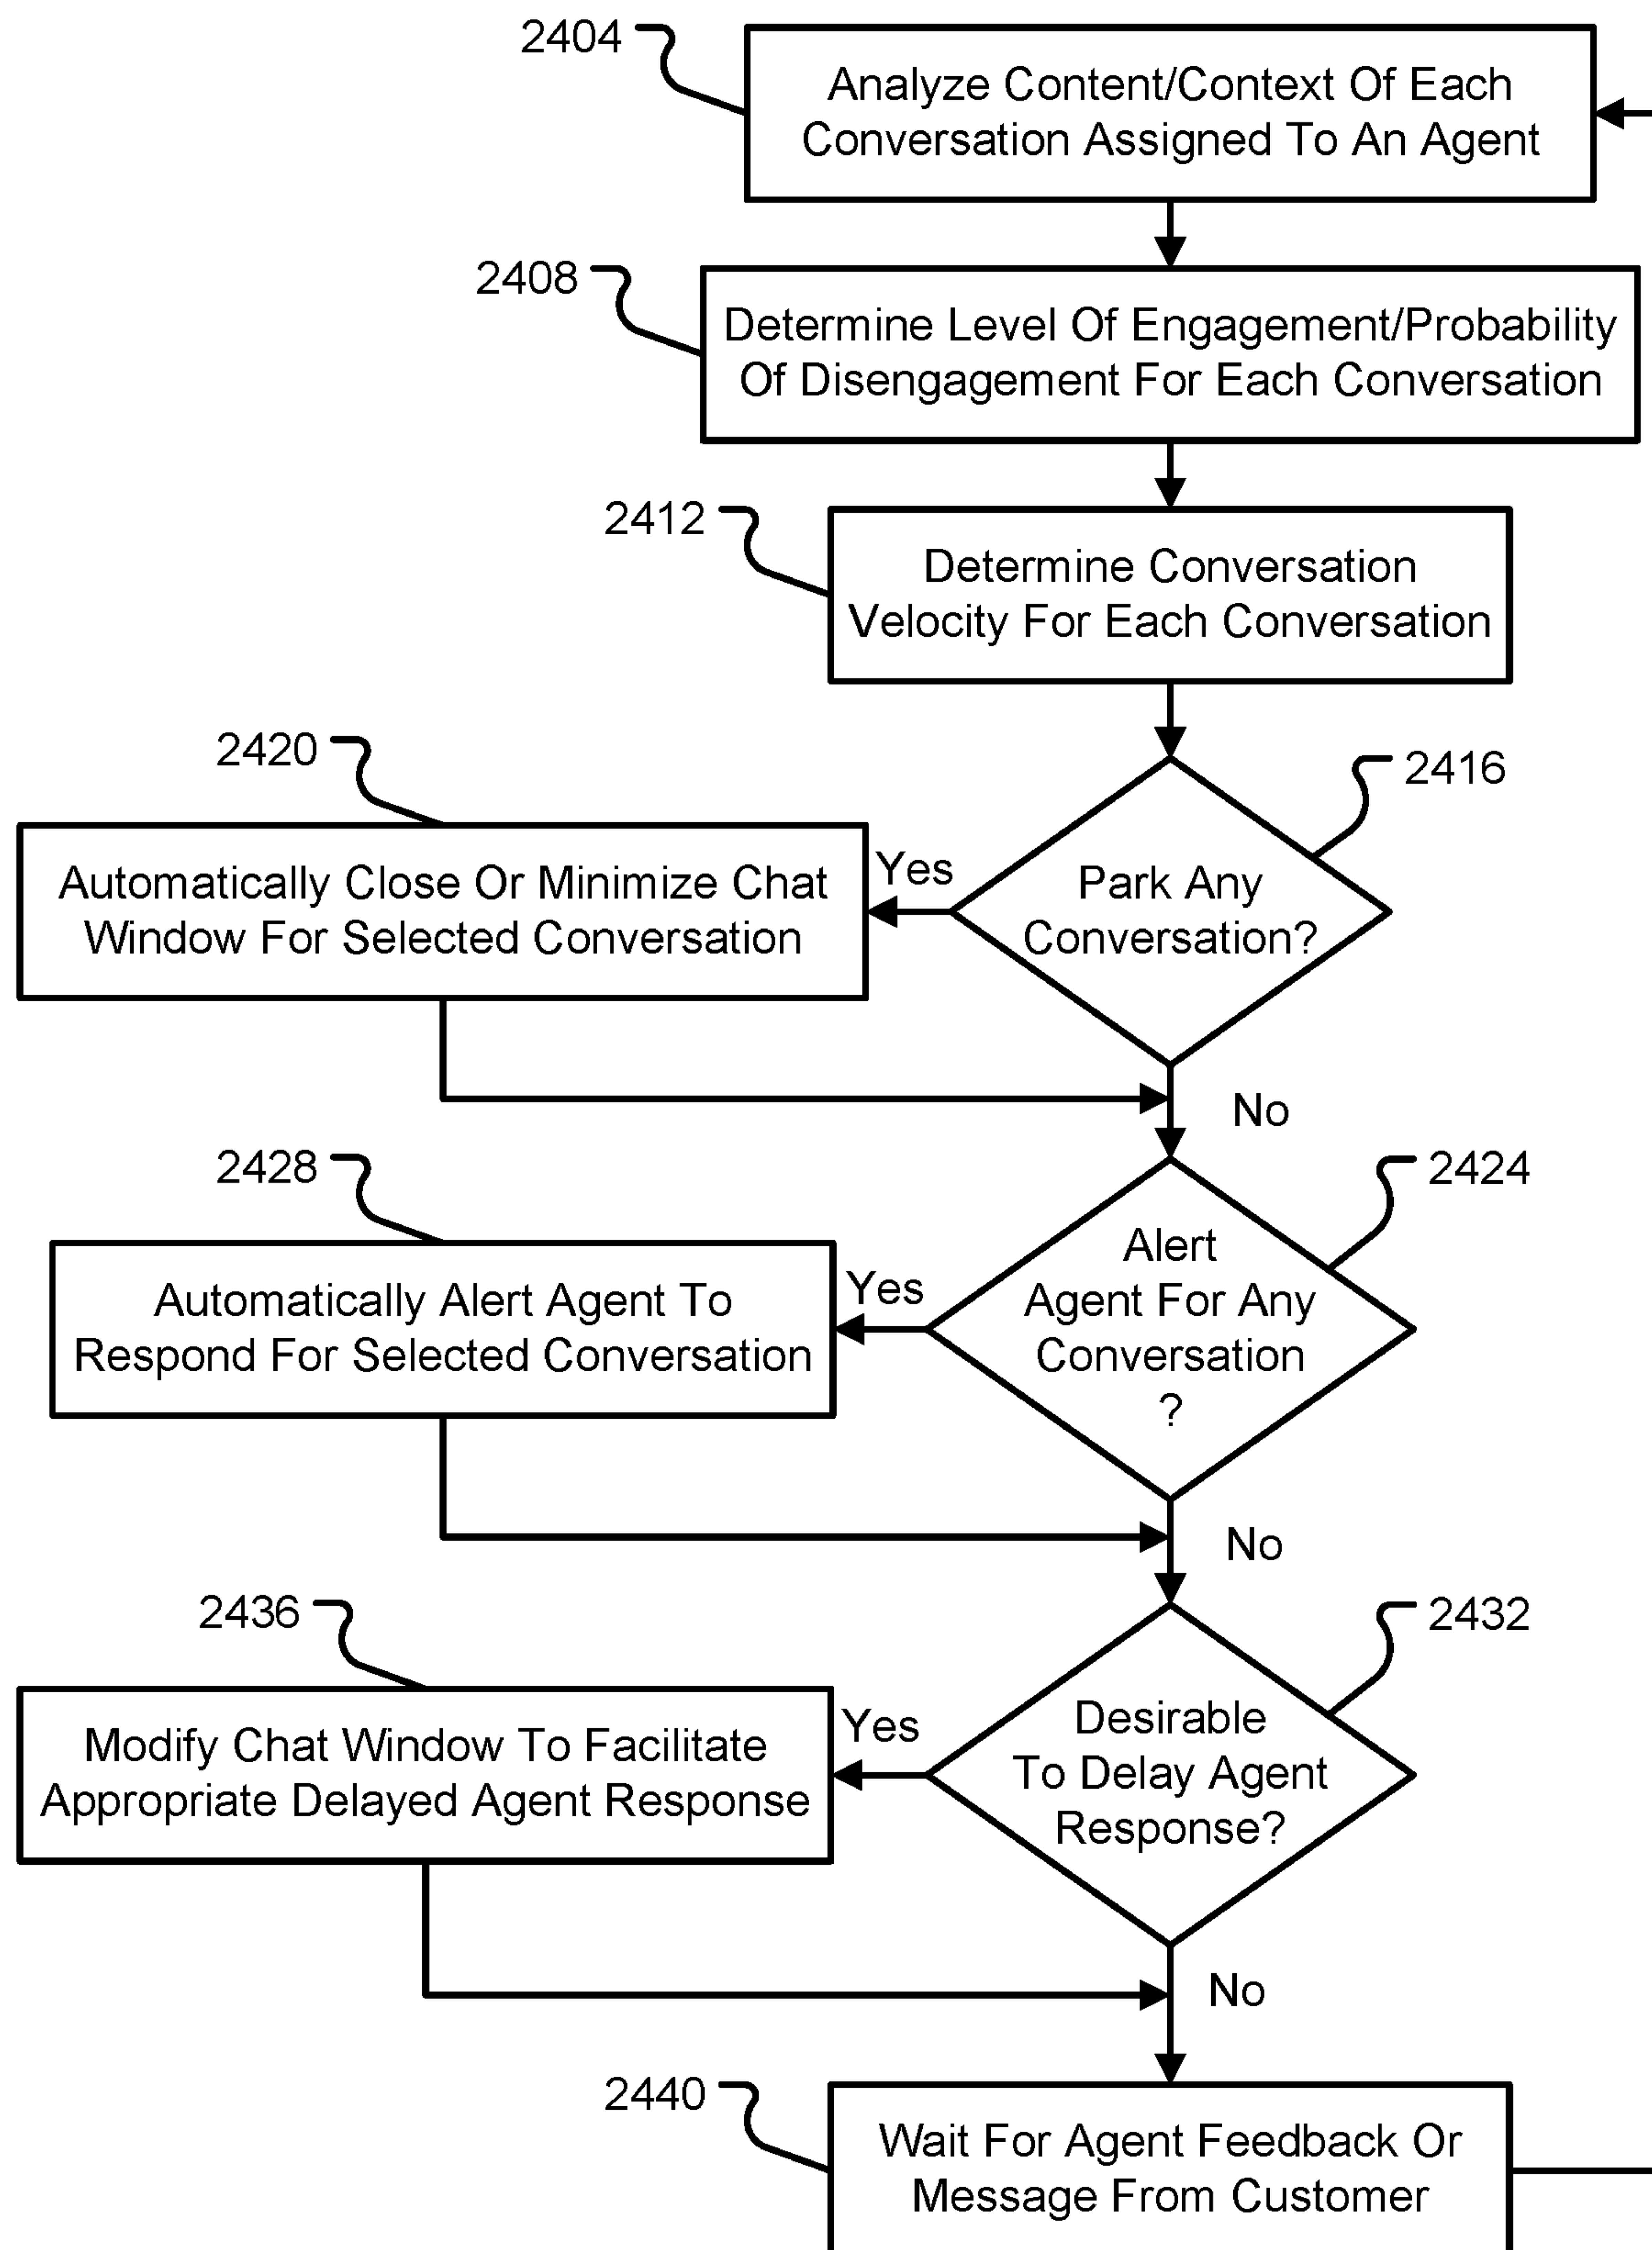 2404
Analyze Content/Context Of Each
Conversation Assigned To An Agent
2408
Determine Level Of Engagement/Probability
Of Disengagement For Each Conversation
2412
Determine Conversation
Velocity For Each Conversation
2416
Park Any
Conversation?
Yes
2420
Automatically Close Or Minimize Chat
Window For Selected Conversation
No
2424
Alert
Agent For Any
Conversation
?
Yes
2428
Automatically Alert Agent To
Respond For Selected Conversation
No
2432
Desirable
To Delay Agent
Response?
Yes
2436
Modify Chat Window To Facilitate
Appropriate Delayed Agent Response
No
2440
Wait For Agent Feedback Or
Message From Customer